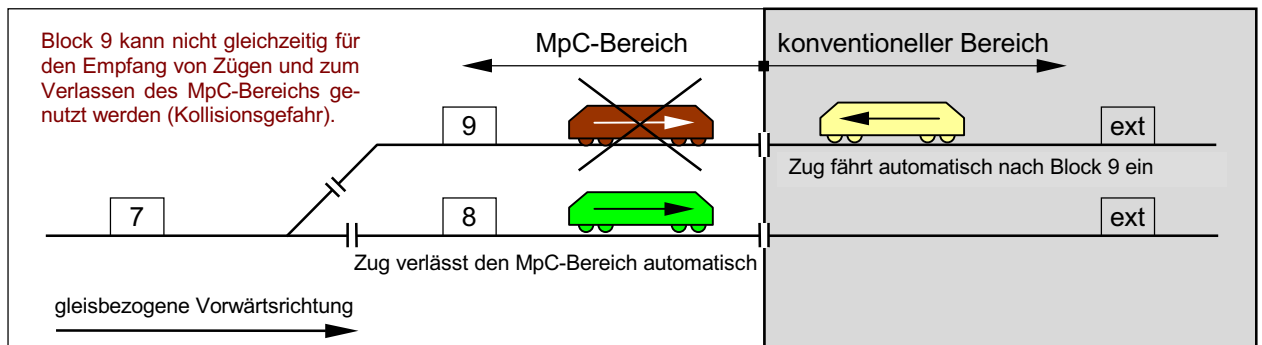 Block 9 kann nicht gleichzeitig für
den Empfang von Zügen und zum
Verlassen des MpC-Bereichs ge-
nutzt werden (Kollisionsgefahr).
MpC-Bereich
konventioneller Bereich
9
ext
Zug fährt automatisch nach Block 9 ein
7
8
ext
Zug verlässt den MpC-Bereich automatisch
gleisbezogene Vorwärtsrichtung